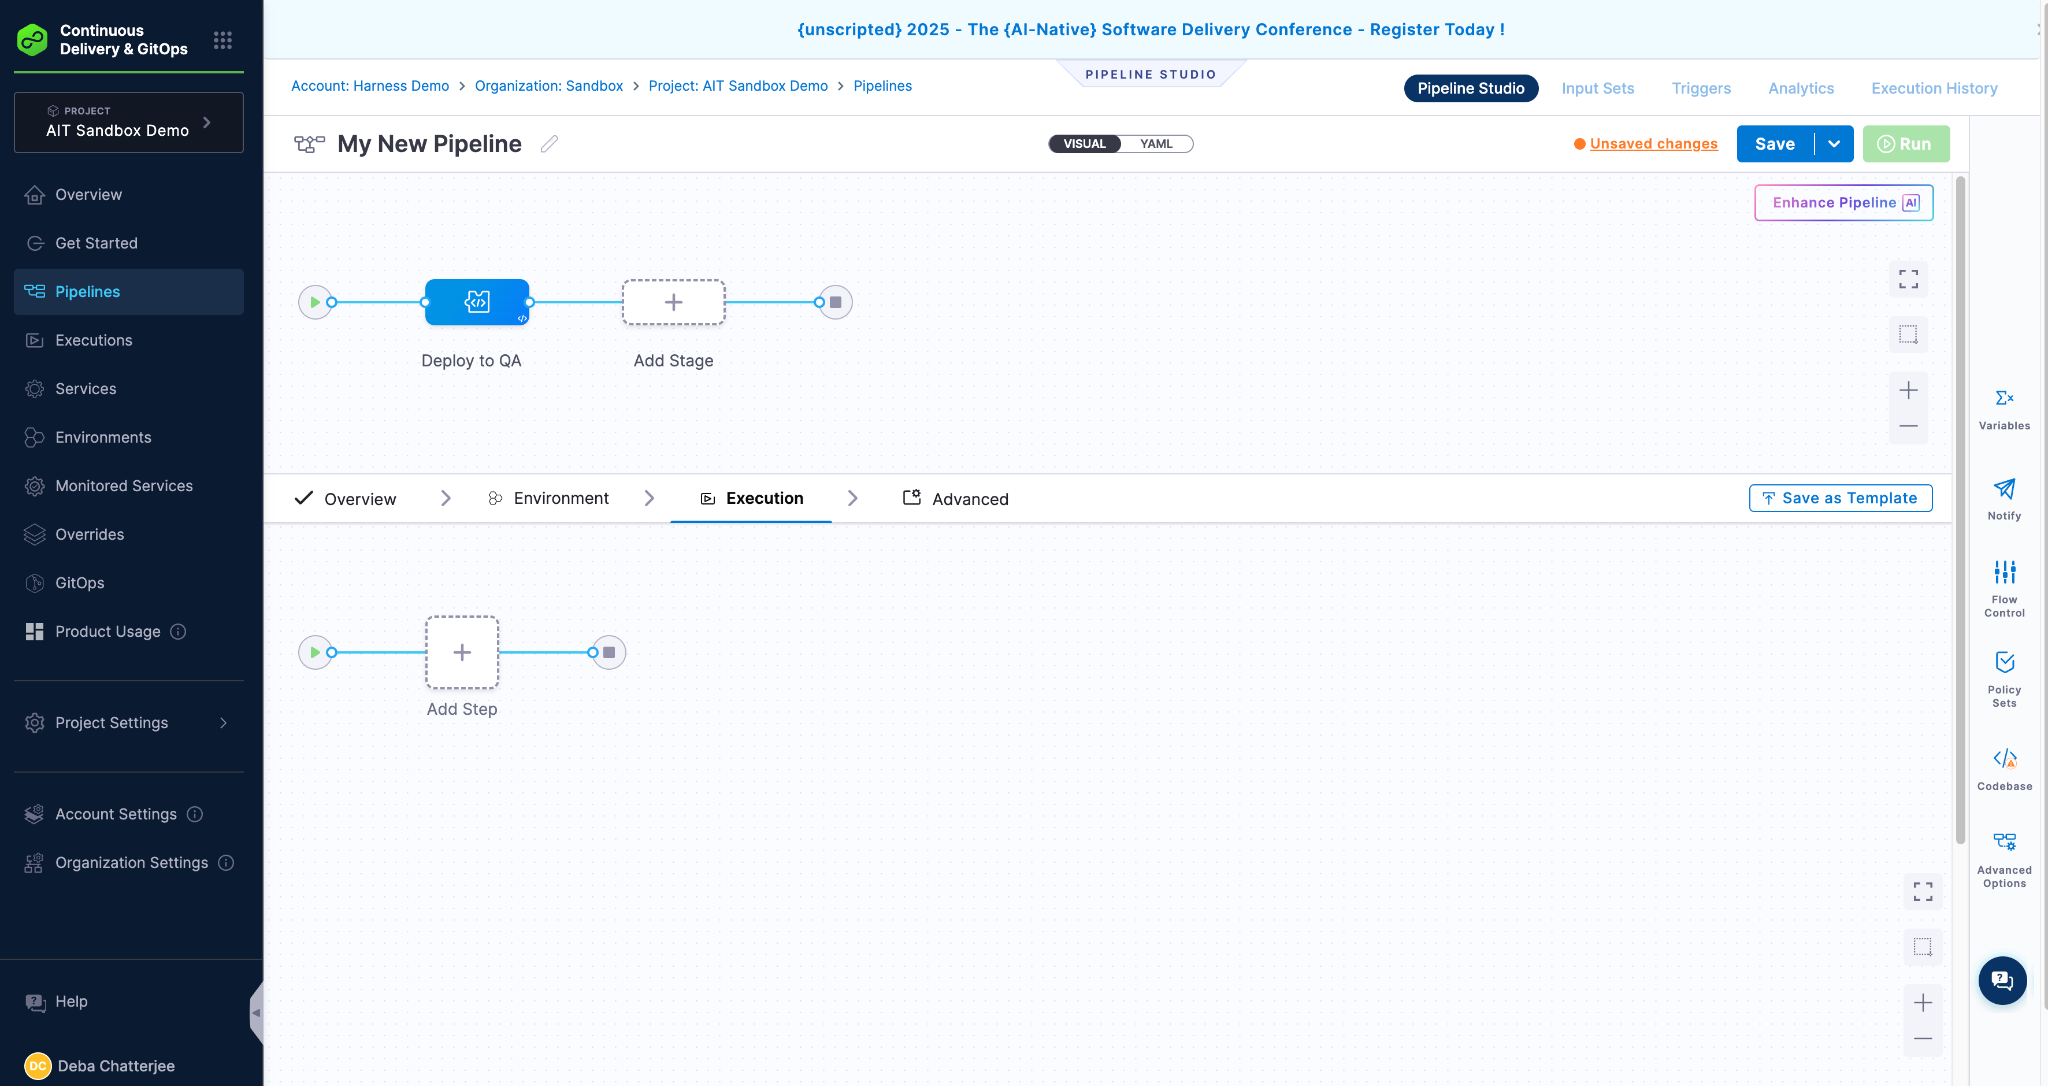 Continuous
Delivery & GitOps
{unscripted} 2025 - The {AI-Native} Software Delivery Conference - Register Today !
PROJECT
AIT Sandbox Demo
Account: Harness Demo > Organization: Sandbox > Project: AIT Sandbox Demo > Pipelines
PIPELINE STUDIO
Pipeline Studio
Input Sets
Triggers
Analytics
Execution History
My New Pipeline
VISUAL
YAML
Unsaved changes
Save
Run
Overview
Get Started
Pipelines
Executions
Services
Environments
Monitored Services
Overrides
GitOps
Product Usage
Project Settings
Account Settings
Organization Settings
Help
DC
Deba Chatterjee
Enhance Pipeline AI
Deploy to QA
Add Stage
Overview
Environment
Execution
Advanced
Save as Template
Add Step
Variables
Notify
Flow
Control
Policy
Sets
Codebase
Advanced
Options